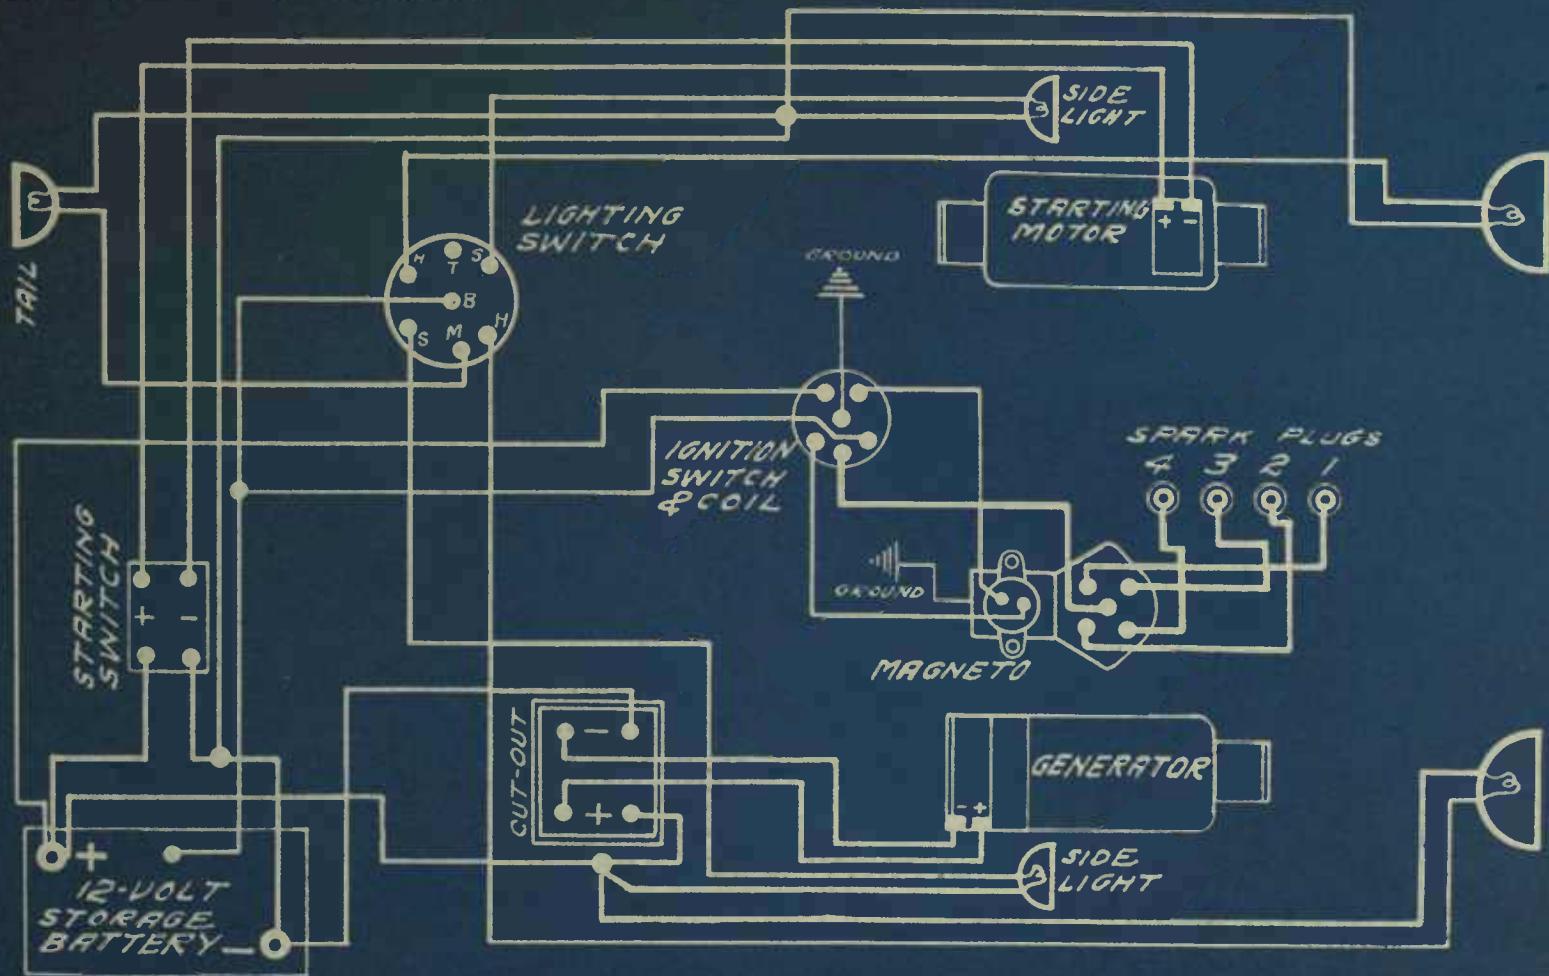 SIDE
LIGHT
TAIL
LIGHTING
SWITCH
H
T
S
B
S
M
H
STARTING
MOTOR
+ -
GROUND
IGNITION
SWITCH
& COIL
SPARK PLUGS
4 3 2 1
GROUND
MAGNETO
STARTING
SWITCH
+ -
CUT-OUT
-
+
GENERATOR
- +
SIDE
LIGHT
+
12-VOLT
STORAGE
BATTERY -